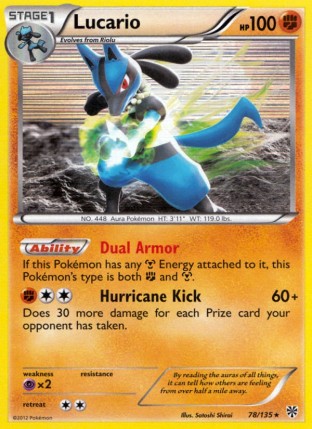 STAGE1
Lucario
HP100
Evolves from Riolu
NO. 448 Aura Pokémon HT. 3'11" WT. 119.0 lbs.
Ability Dual Armor
If this Pokémon has any Energy attached to it, this
Pokémon's type is both and .
Hurricane Kick 60+
Does 30 more damage for each Prize card your
opponent has taken.
weakness resistance
×2
retreat
By reading the auras of all things,
it can tell how others are feeling
from over half a mile away.
©2012 Pokémon
Illus. Satoshi Shirai
78/135 ★